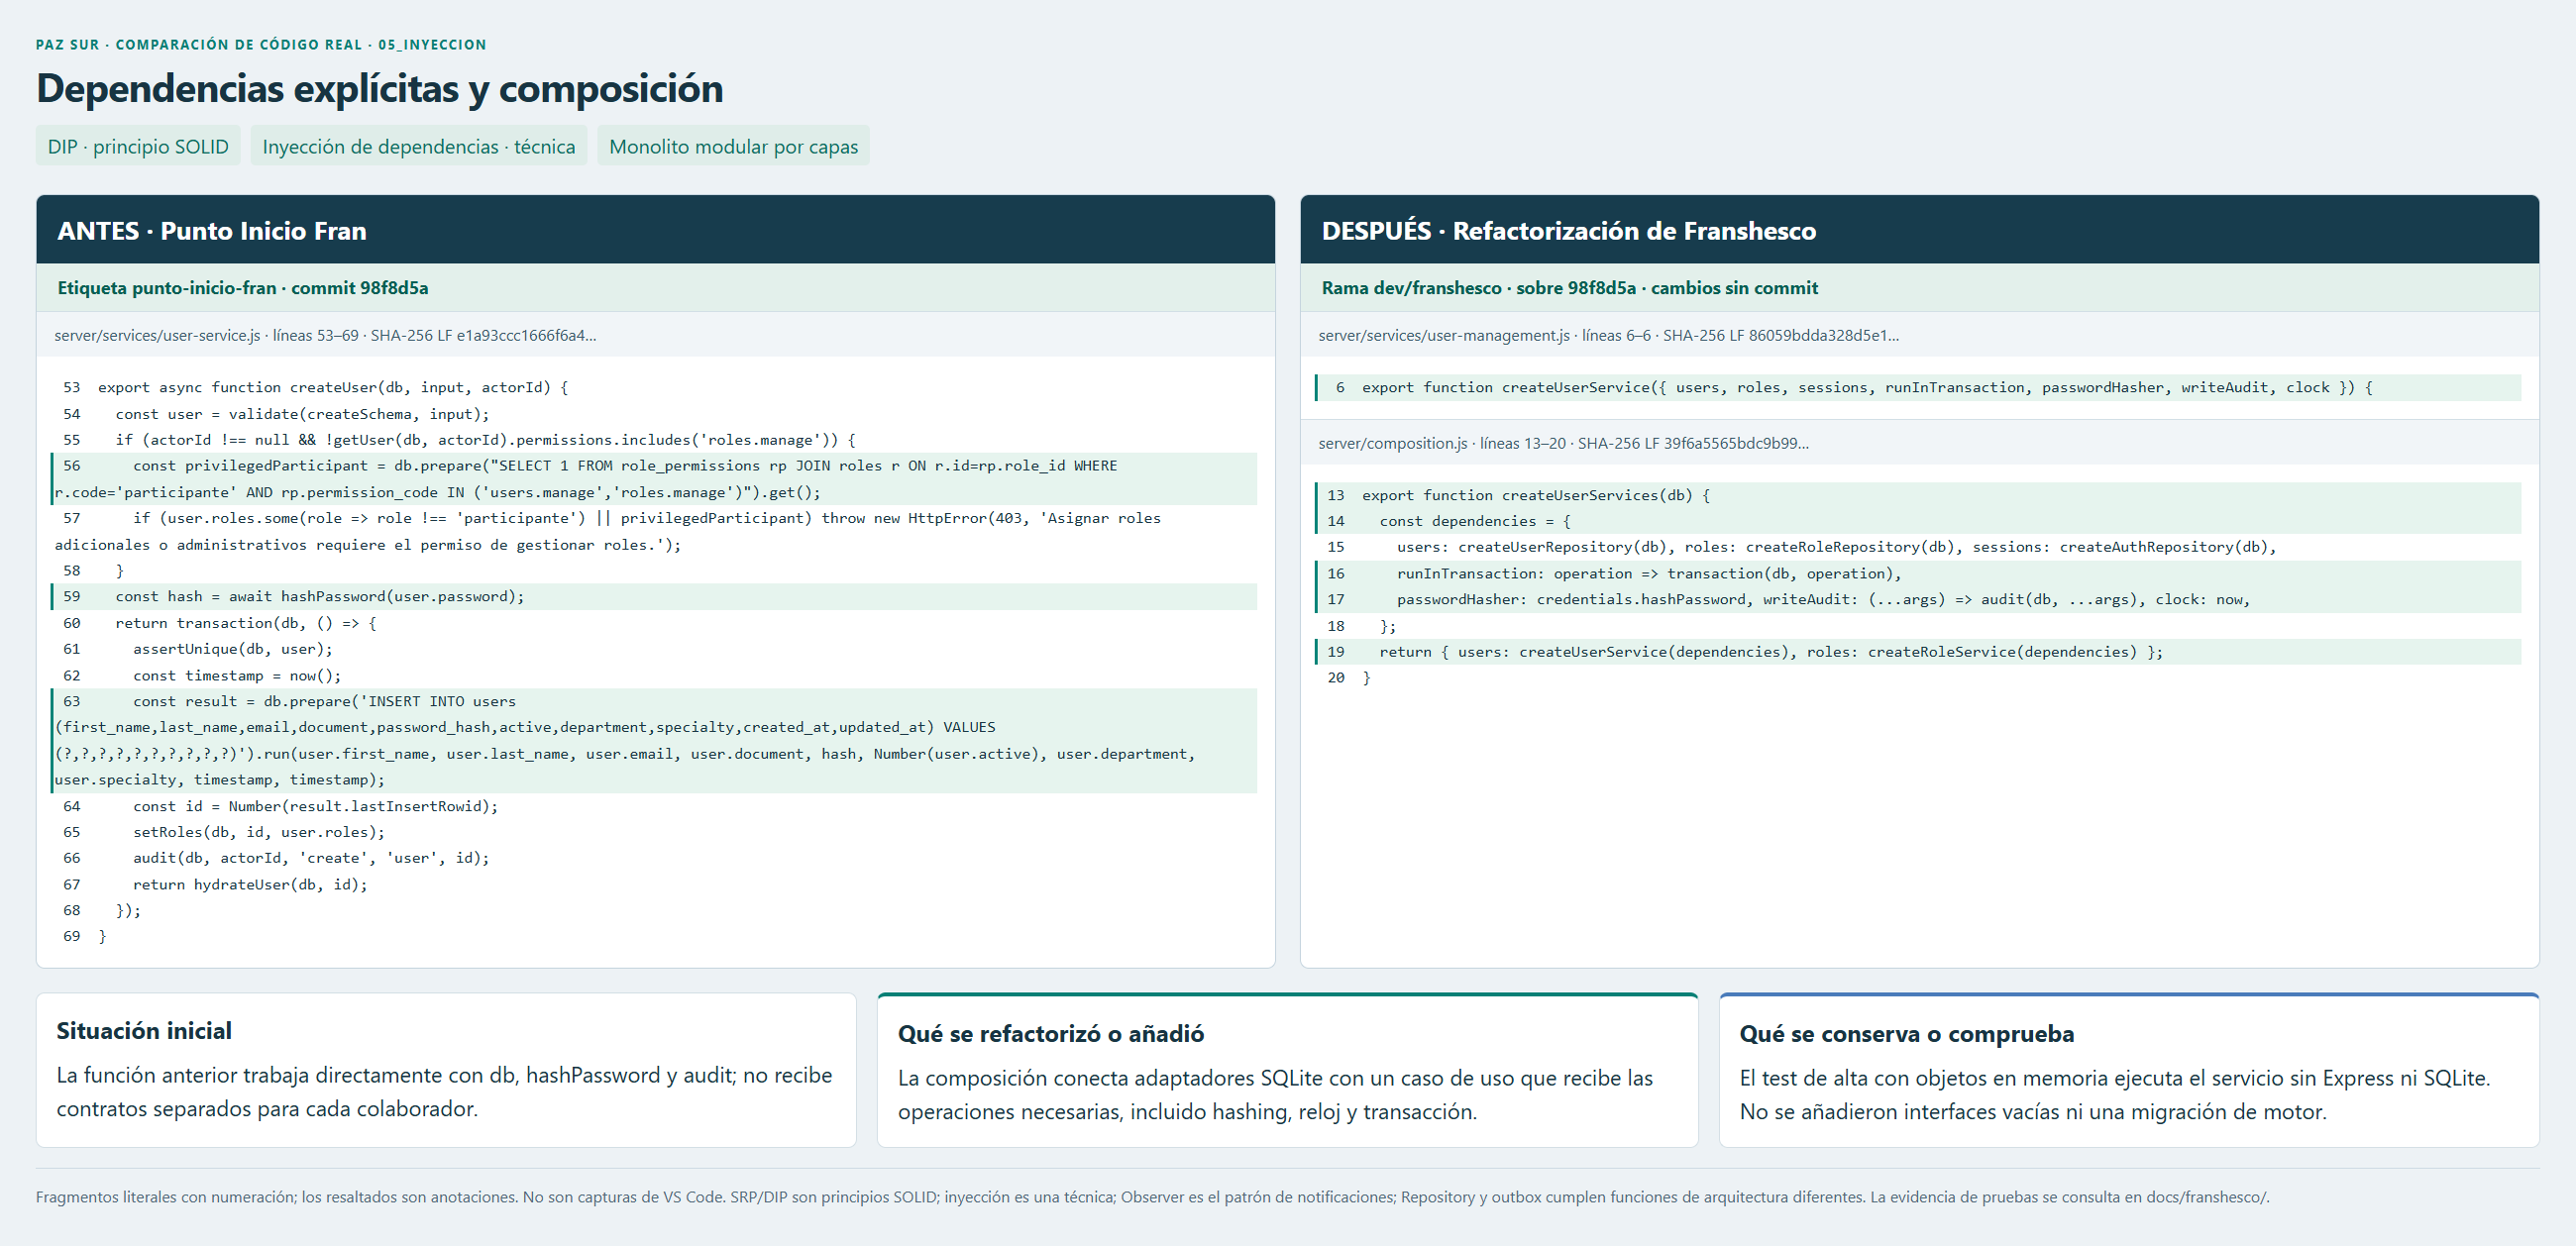 PAZ SUR · COMPARACIÓN DE CÓDIGO REAL · 05_INYECCION
Dependencias explícitas y composición
DIP · principio SOLID
Inyección de dependencias · técnica
Monolito modular por capas
ANTES · Punto Inicio Fran
Etiqueta punto-inicio-fran · commit 98f8d5a
server/services/user-service.js · líneas 53–69 · SHA-256 LF e1a93ccc1666f6a4…
53  export async function createUser(db, input, actorId) {
54    const user = validate(createSchema, input);
55    if (actorId !== null && !getUser(db, actorId).permissions.includes('roles.manage')) {
56      const privilegedParticipant = db.prepare("SELECT 1 FROM role_permissions rp JOIN roles r ON r.id=rp.role_id WHERE
r.code='participante' AND rp.permission_code IN ('users.manage','roles.manage')").get();
57      if (user.roles.some(role => role !== 'participante') || privilegedParticipant) throw new HttpError(403, 'Asignar roles
adicionales o administrativos requiere el permiso de gestionar roles.');
58    }
59    const hash = await hashPassword(user.password);
60    return transaction(db, () => {
61      assertUnique(db, user);
62      const timestamp = now();
63      const result = db.prepare('INSERT INTO users
(first_name,last_name,email,document,password_hash,active,department,specialty,created_at,updated_at) VALUES
(?,?,?,?,?,?,?,?,?,?)').run(user.first_name, user.last_name, user.email, user.document, hash, Number(user.active), user.department,
user.specialty, timestamp, timestamp);
64      const id = Number(result.lastInsertRowid);
65      setRoles(db, id, user.roles);
66      audit(db, actorId, 'create', 'user', id);
67      return hydrateUser(db, id);
68    });
69  }
DESPUÉS · Refactorización de Franshesco
Rama dev/franshesco · sobre 98f8d5a · cambios sin commit
server/services/user-management.js · líneas 6–6 · SHA-256 LF 86059bdda328d5e1…
6  export function createUserService({ users, roles, sessions, runInTransaction, passwordHasher, writeAudit, clock }) {
server/composition.js · líneas 13–20 · SHA-256 LF 39f6a5565bdc9b99…
13  export function createUserServices(db) {
14    const dependencies = {
15      users: createUserRepository(db), roles: createRoleRepository(db), sessions: createAuthRepository(db),
16      runInTransaction: operation => transaction(db, operation),
17      passwordHasher: credentials.hashPassword, writeAudit: (...args) => audit(db, ...args), clock: now,
18    };
19    return { users: createUserService(dependencies), roles: createRoleService(dependencies) };
20  }
Situación inicial
La función anterior trabaja directamente con db, hashPassword y audit; no recibe
contratos separados para cada colaborador.
Qué se refactorizó o añadió
La composición conecta adaptadores SQLite con un caso de uso que recibe las
operaciones necesarias, incluido hashing, reloj y transacción.
Qué se conserva o comprueba
El test de alta con objetos en memoria ejecuta el servicio sin Express ni SQLite.
No se añadieron interfaces vacías ni una migración de motor.
Fragmentos literales con numeración; los resaltados son anotaciones. No son capturas de VS Code. SRP/DIP son principios SOLID; inyección es una técnica; Observer es el patrón de notificaciones; Repository y outbox cumplen funciones de arquitectura diferentes. La evidencia de pruebas se consulta en docs/franshesco/.